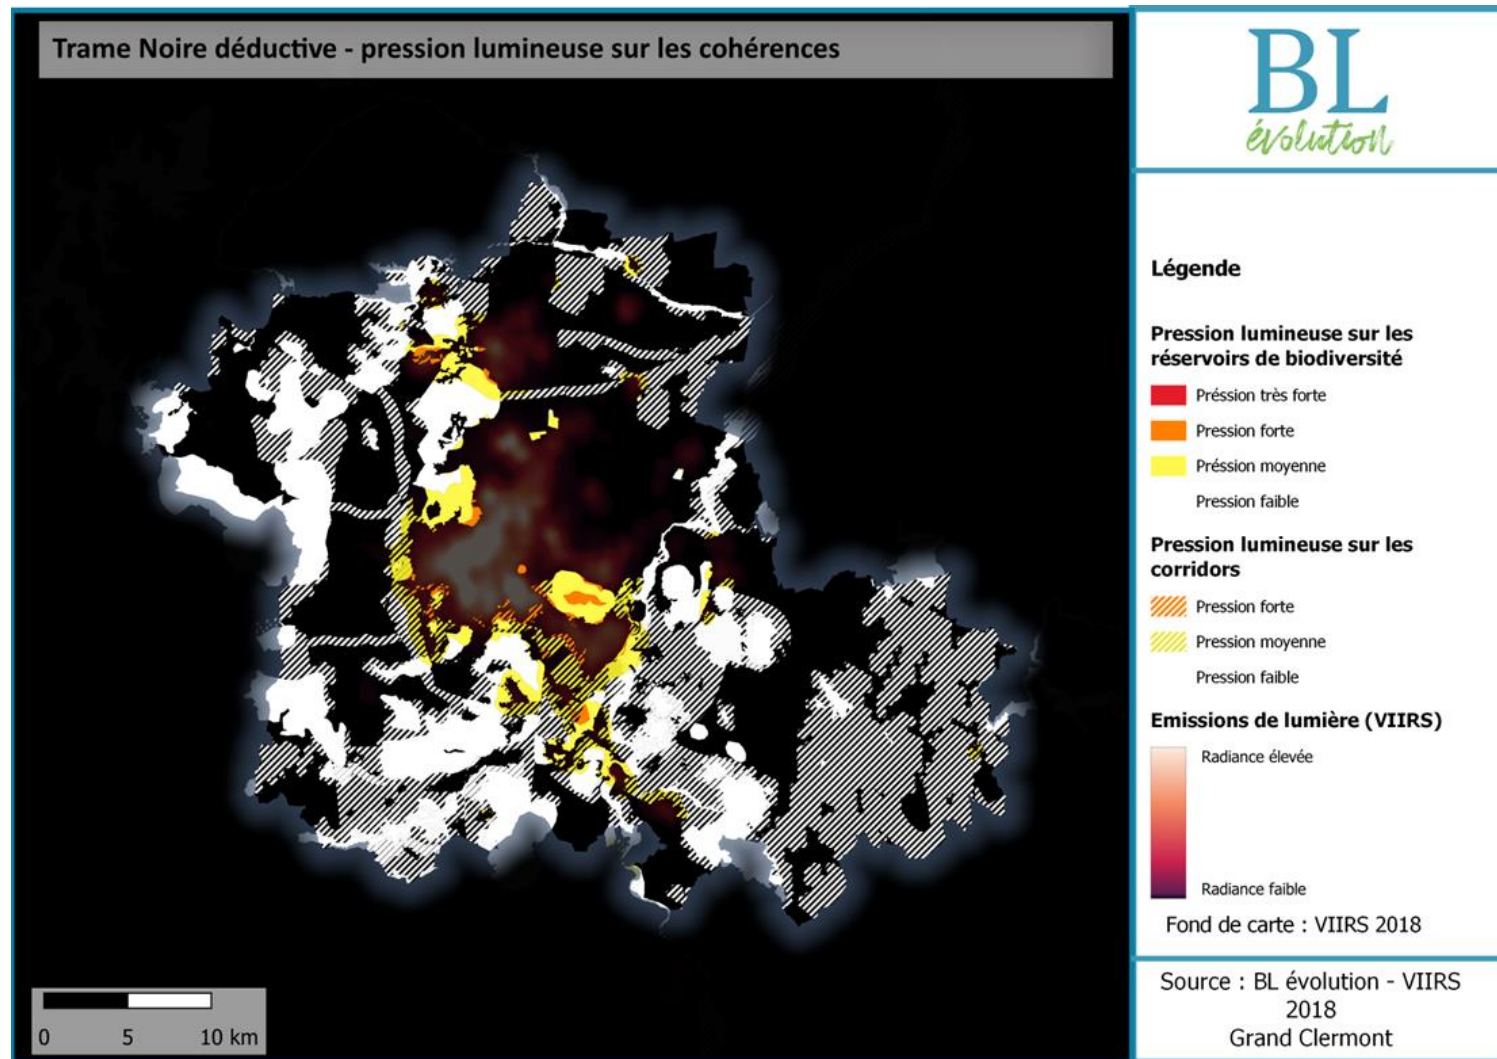 Trame Noire déductive - pression lumineuse sur les cohérences
BL
évolution
Légende
Pression lumineuse sur les
réservoirs de biodiversité
Préssion très forte
Pression forte
Préssion moyenne
Pression faible
Pression lumineuse sur les
corridors
Pression forte
Pression moyenne
Pression faible
Emissions de lumière (VIIRS)
Radiance élevée
Radiance faible
Fond de carte : VIIRS 2018
Source : BL évolution - VIIRS
2018
Grand Clermont
0 5 10 km